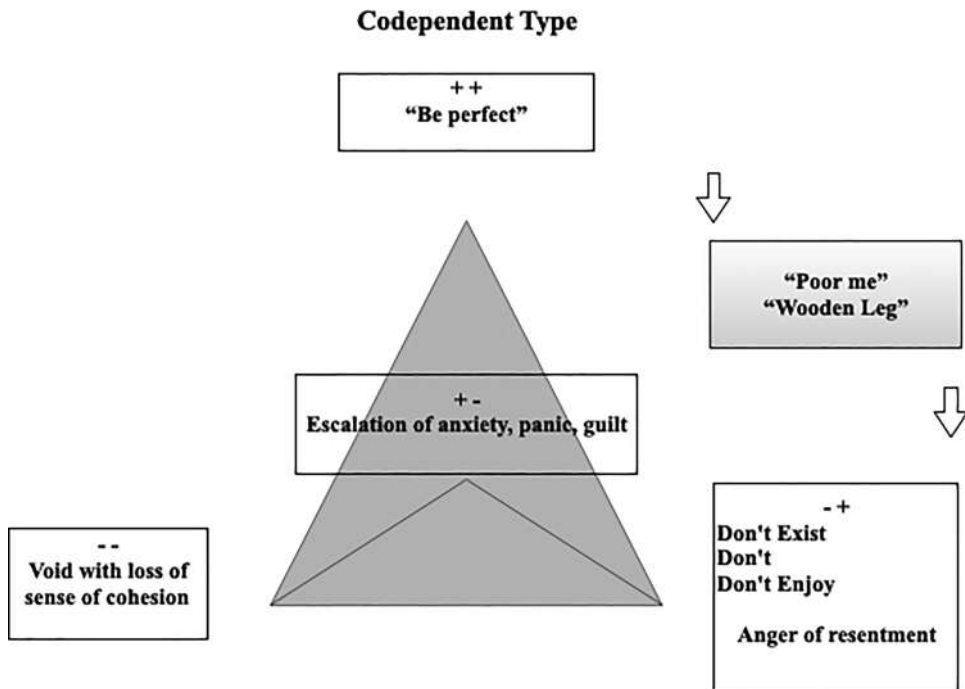 Codependent Type
+ +
“Be perfect”
“Poor me”
“Wooden Leg”
+ -
Escalation of anxiety, panic, guilt
- +
Don't Exist
Don't
Don't Enjoy
Anger of resentment
- -
Void with loss of
sense of cohesion